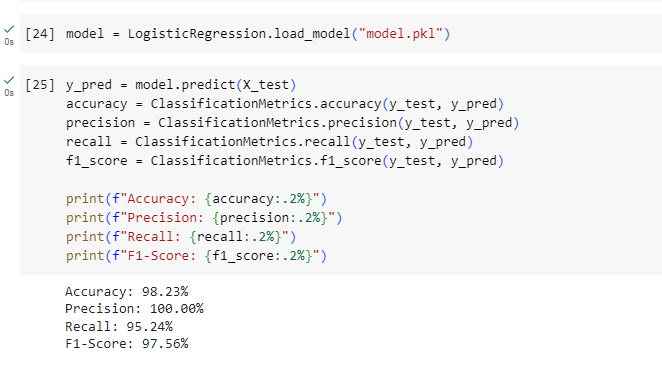 0s
[24] model = LogisticRegression.load_model("model.pkl")
0s
[25] y_pred = model.predict(X_test)
accuracy = ClassificationMetrics.accuracy(y_test, y_pred)
precision = ClassificationMetrics.precision(y_test, y_pred)
recall = ClassificationMetrics.recall(y_test, y_pred)
f1_score = ClassificationMetrics.f1_score(y_test, y_pred)

print(f"Accuracy: {accuracy:.2%}")
print(f"Precision: {precision:.2%}")
print(f"Recall: {recall:.2%}")
print(f"F1-Score: {f1_score:.2%}")

Accuracy: 98.23%
Precision: 100.00%
Recall: 95.24%
F1-Score: 97.56%